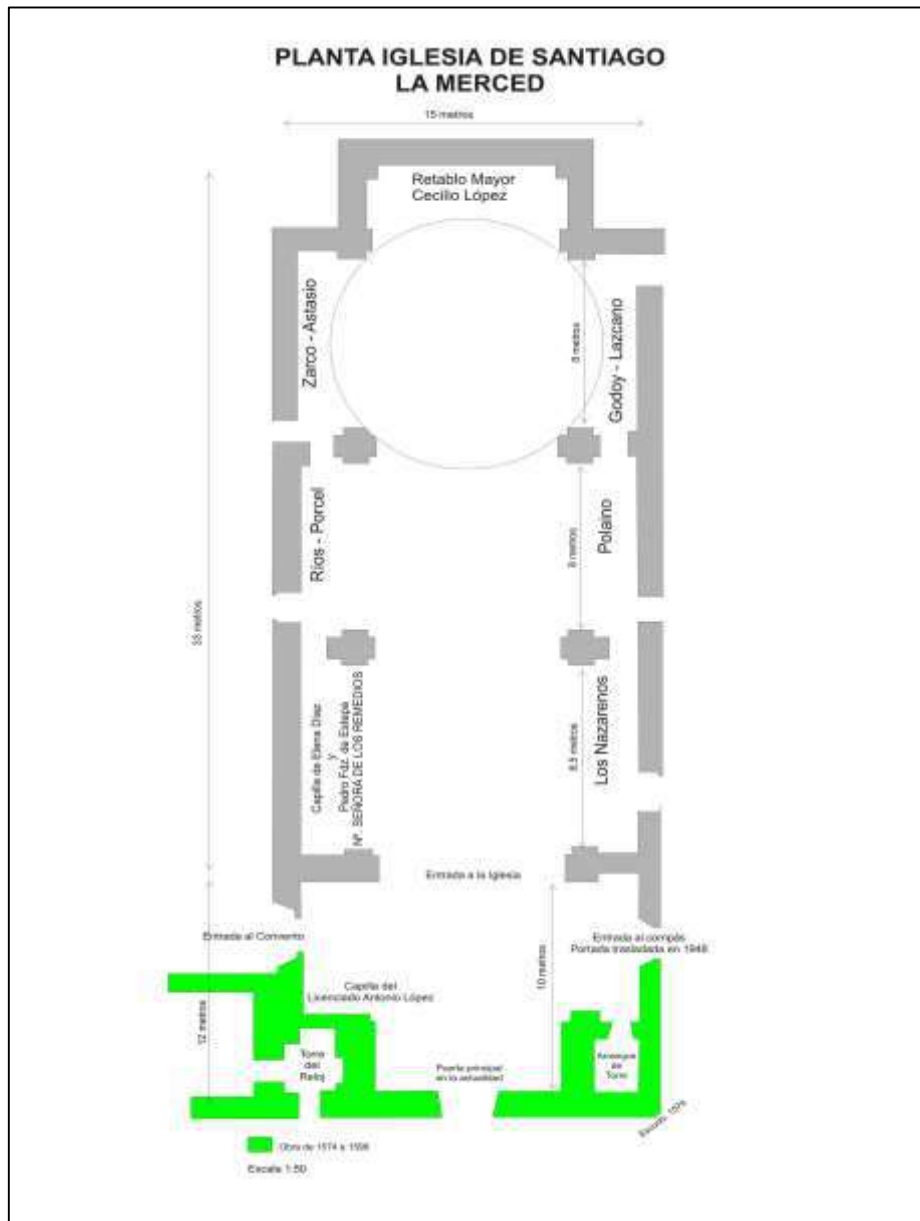 PLANTA IGLESIA DE SANTIAGO
LA MERCED
15 metros
Retablo Mayor
Cecilio López
Zarco - Astasio
8 metros
Godoy - Lazcano
Ríos - Porcel
8 metros
Polaino
33 metros
Capilla de Elena Díaz
y
Pedro Fdz. de Estepa
Nª. SEÑORA DE LOS REMEDIOS
8.5 metros
Los Nazarenos
Entrada a la Iglesia
Entrada al Convento
Entrada al compás
Portada trasladada en 1948
10 metros
12 metros
Capilla del
Licenciado Antonio López
Torre
del
Reloj
Puerta principal
en la actualidad
Arranque
de
Torre
1576
Obra de 1574 a 1598
Escala 1:50